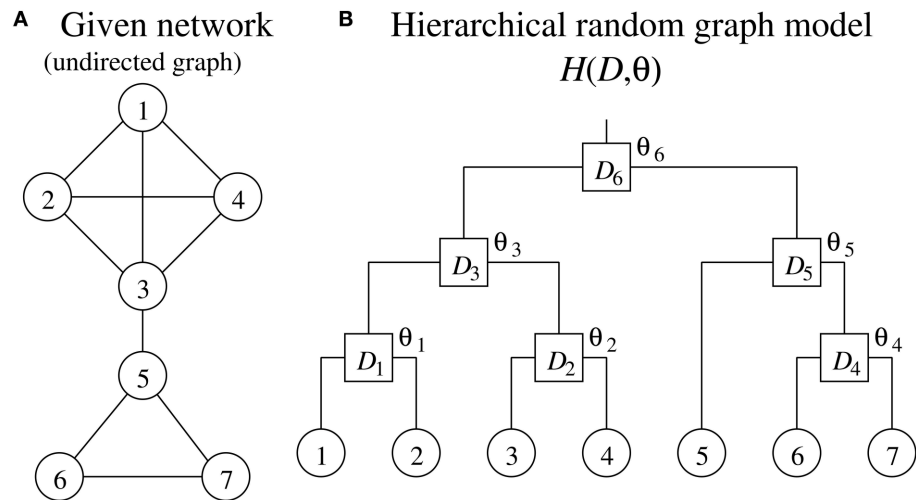 A Given network
(undirected graph)
1
2
4
3
5
6
7
B Hierarchical random graph model
H(D,θ)
D6 θ6
D3 θ3
D5 θ5
D1 θ1
D2 θ2
D4 θ4
1 2 3 4 5 6 7